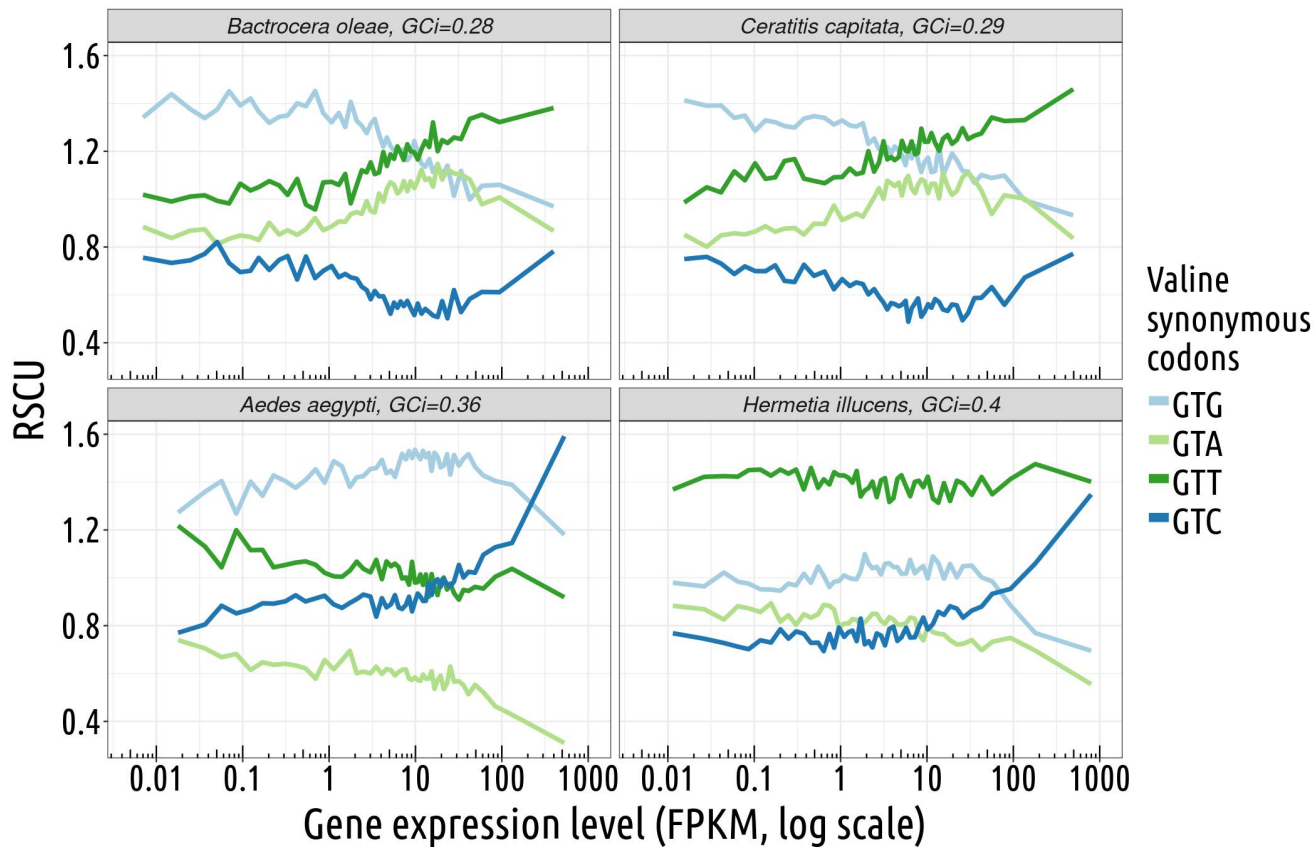 Bactrocera oleae, GCi=0.28
Ceratitis capitata, GCi=0.29
1.6
1.2
0.8
0.4
RSCU
Aedes aegypti, GCi=0.36
Hermetia illucens, GCi=0.4
1.6
1.2
0.8
0.4
0.01 0.1 1 10 100 1000
0.01 0.1 1 10 100 1000
Gene expression level (FPKM, log scale)
Valine
synonymous
codons
GTG
GTA
GTT
GTC